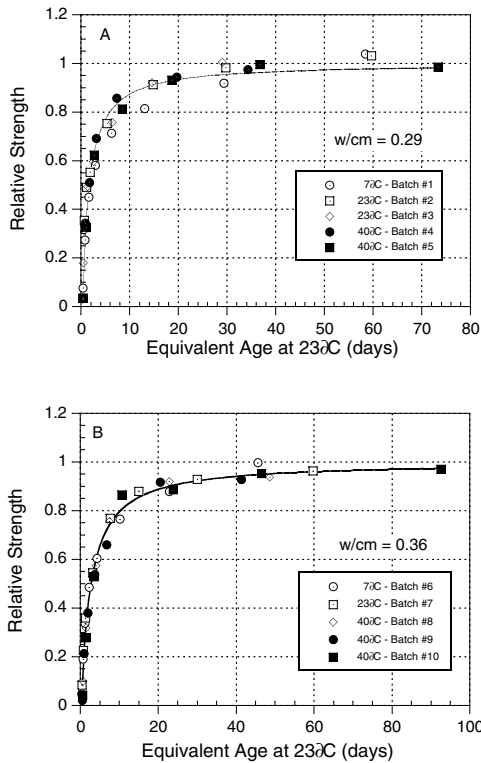 1.2
A
1
0.8
0.6
0.4
0.2
0
Relative Strength
w/cm = 0.29
7∂C - Batch #1
23∂C - Batch #2
23∂C - Batch #3
40∂C - Batch #4
40∂C - Batch #5
0 10 20 30 40 50 60 70 80
Equivalent Age at 23∂C (days)
1.2
B
1
0.8
0.6
0.4
0.2
0
Relative Strength
w/cm = 0.36
7∂C - Batch #6
23∂C - Batch #7
40∂C - Batch #8
40∂C - Batch #9
40∂C - Batch #10
0 20 40 60 80 100
Equivalent Age at 23∂C (days)